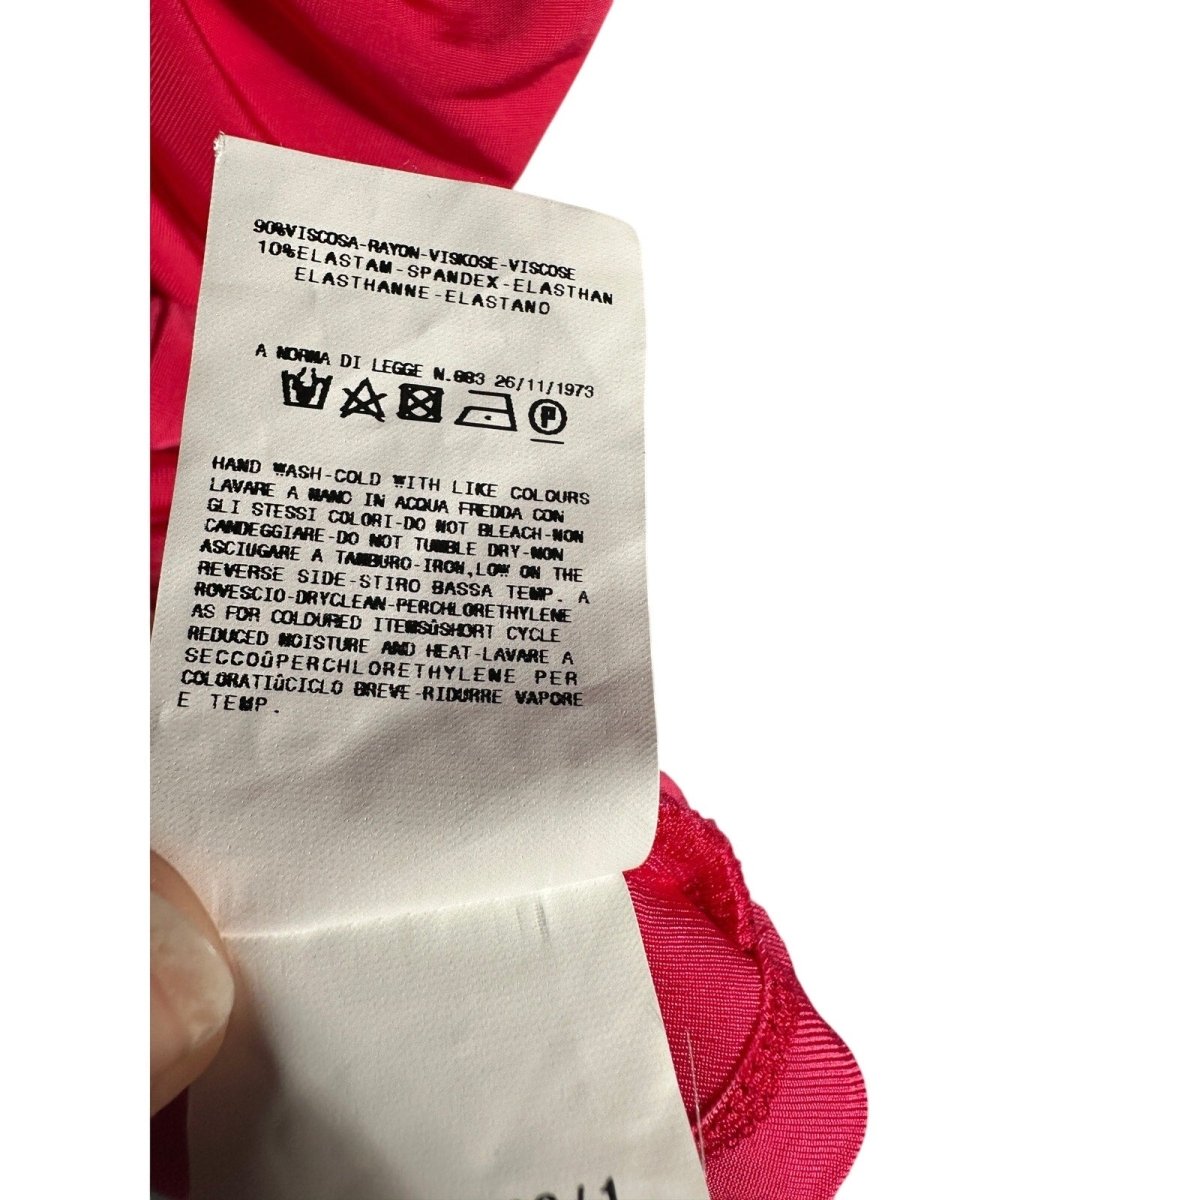 90%VISCOSA-RAYON-VISKOSE-VISCOSE
10%ELASTAM-SPANDEX-ELASTHAN
ELASTHANNE-ELASTANO
A NORMA DI LEGGE N.883 26/11/1973
P
HAND WASH-COLD WITH LIKE COLOURS
LAVARE A MANO IN ACQUA FREDDA CON
GLI STESSI COLORI-DO NOT BLEACH-NON
CANDEGGIARE-DO NOT TUMBLE DRY-NON
ASCIUGARE A TAMBURO-IRON,LOW ON THE
REVERSE SIDE-STIRO BASSA TEMP. A
ROVESCIO-DRYCLEAN-PERCHLORETHYLENE
AS FOR COLOURED ITEMSûSHORT CYCLE
REDUCED MOISTURE AND HEAT-LAVARE A
SECCOûPERCHLORETHYLENE PER
COLORATIûCICLO BREVE-RIDURRE VAPORE
E TEMP.